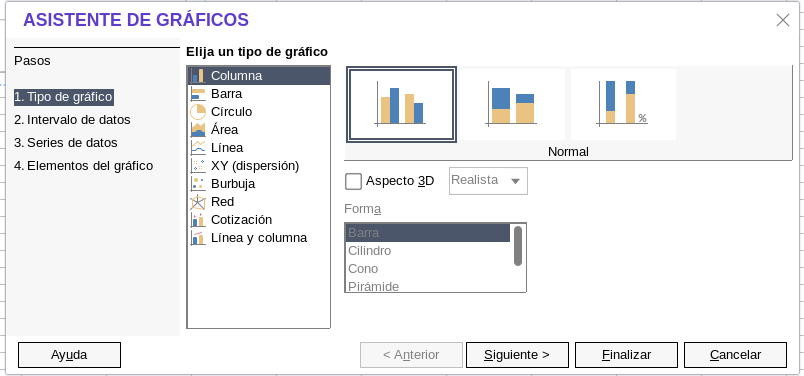 ASISTENTE DE GRÁFICOS
Pasos
1. Tipo de gráfico
2. Intervalo de datos
3. Series de datos
4. Elementos del gráfico
Elija un tipo de gráfico
Columna
Barra
Círculo
Área
Línea
XY (dispersión)
Burbuja
Red
Cotización
Línea y columna
%
Normal
Aspecto 3D
Realista
Forma
Barra
Cilindro
Cono
Pirámide
Ayuda
< Anterior
Siguiente >
Finalizar
Cancelar